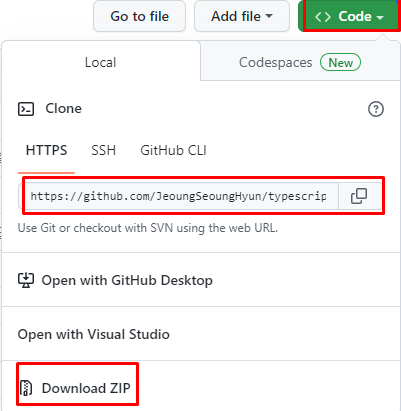 Go to file Add file Code
Local Codespaces New
Clone
HTTPS SSH GitHub CLI
https://github.com/JeoungSeoungHyun/typescrip
Use Git or checkout with SVN using the web URL.
Open with GitHub Desktop
Open with Visual Studio
Download ZIP